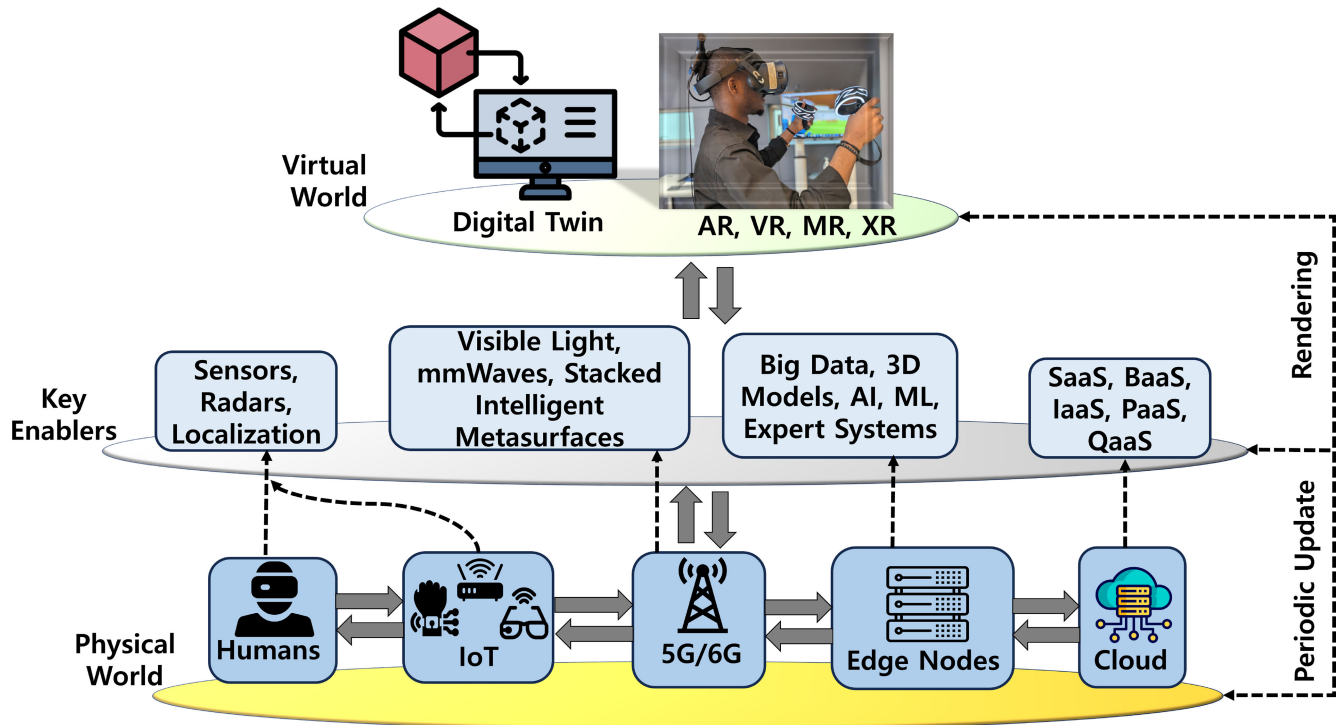 Virtual
World
Digital Twin
AR, VR, MR, XR
Rendering
Key
Enablers
Sensors,
Radars,
Localization
Visible Light,
mmWaves, Stacked
Intelligent
Metasurfaces
Big Data, 3D
Models, AI, ML,
Expert Systems
SaaS, BaaS,
IaaS, PaaS,
QaaS
Periodic Update
Physical
World
Humans
IoT
5G/6G
Edge Nodes
Cloud